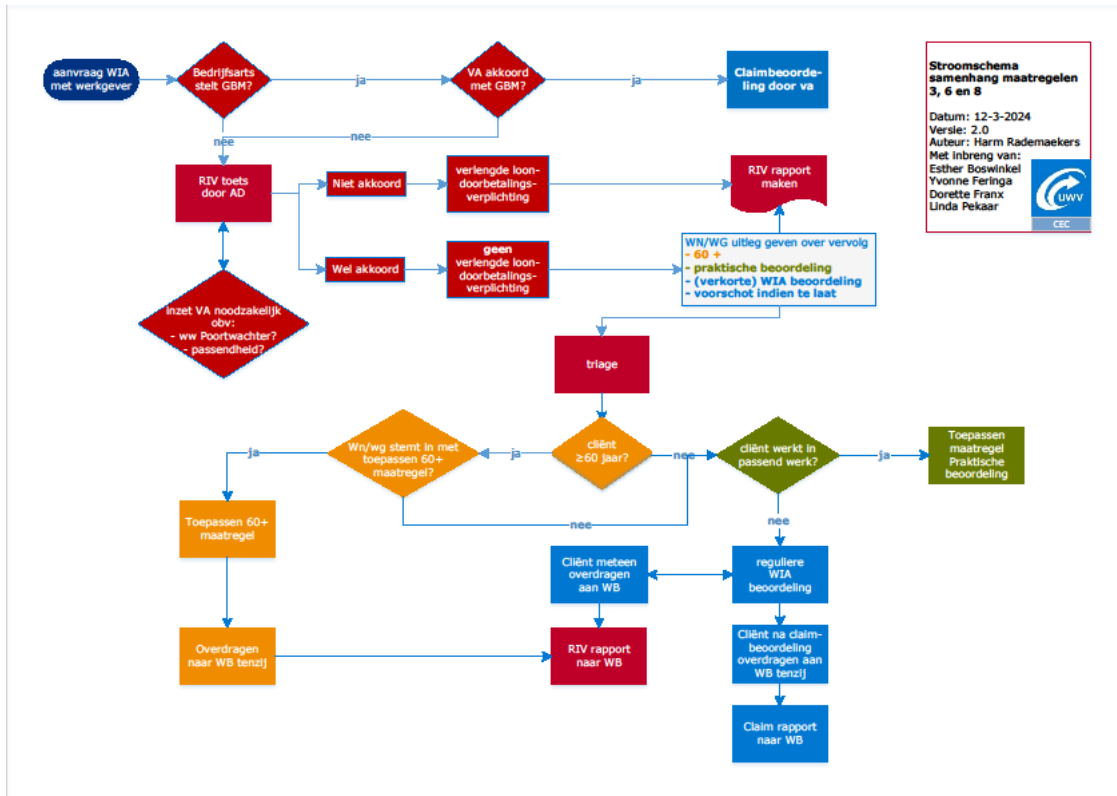 aanvraag WIA
met werkgever
Bedrijfsarts
stelt GBM?
ja
VA akkoord
met GBM?
ja
Claimbeoorde-
ling door va
Stroomschema
samenhang maatregelen
3, 6 en 8
Datum: 12-3-2024
Versie: 2.0
Auteur: Harm Rademaekers
Met inbreng van:
Esther Boswinkel
Yvonne Feringa
Dorette Franx
Linda Pekaar
UWV
CEC
nee
nee
RIV toets
door AD
Niet akkoord
verlengde loon-
doorbetalings-
verplichting
RIV rapport
maken
Wel akkoord
geen
verlengde loon-
doorbetalings-
verplichting
WN/WG uitleg geven over vervolg
- 60 +
- praktische beoordeling
- (verkorte) WIA beoordeling
- voorschot indien te laat
inzet VA noodzakelijk
obv:
- ww Poortwachter?
- passendheid?
triage
cliënt
≥60 jaar?
ja
Wn/wg stemt in met
toepassen 60+
maatregel?
ja
nee
nee
cliënt werkt in
passend werk?
ja
Toepassen
maatregel
Praktische
beoordeling
nee
Toepassen 60+
maatregel
Cliënt meteen
overdragen
aan WB
reguliere
WIA
beoordeling
Overdragen
naar WB tenzij
RIV rapport
naar WB
Cliënt na claim-
beoordeling
overdragen aan
WB tenzij
Claim rapport
naar WB